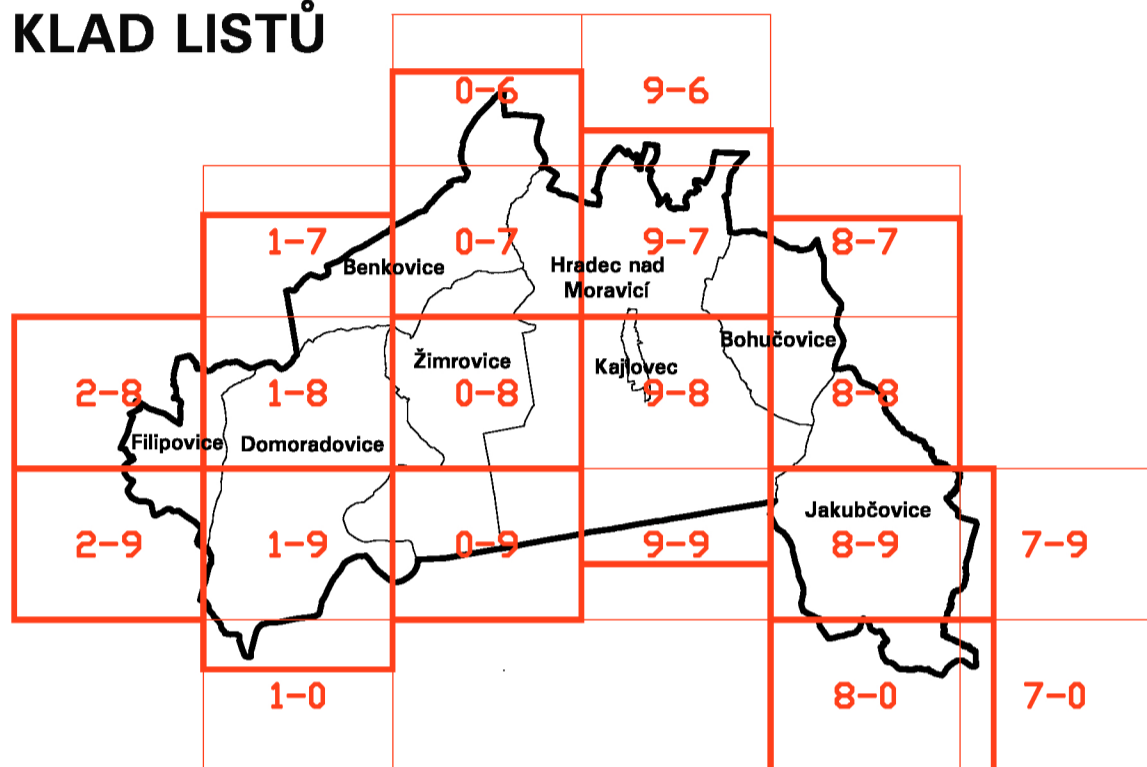 KLAD LISTŮ
0-6
9-6
1-7
0-7
9-7
8-7
Benkovice
Hradec nad
Moravicí
Bohučovice
Žimrovice
Kajlovec
2-8
1-8
0-8
9-8
8-8
Filipovice
Domoradovice
Jakubčovice
2-9
1-9
0-9
9-9
8-9
7-9
1-0
8-0
7-0